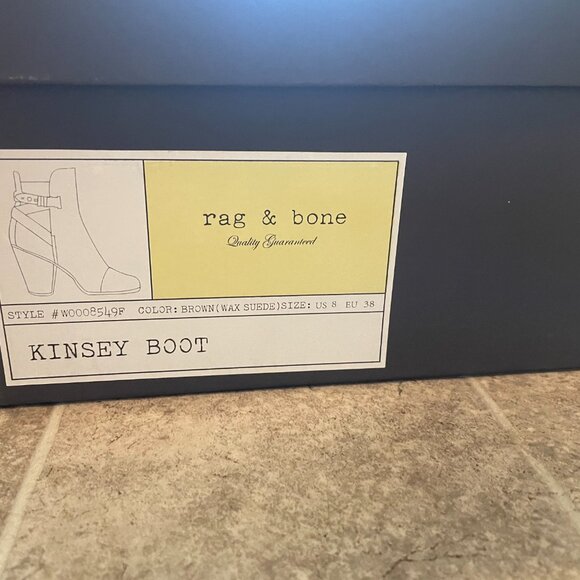 rag & bone
Quality Guaranteed
STYLE #W0008549F COLOR: BROWN(WAX SUEDE)SIZE: US 8 EU 38
KINSEY BOOT